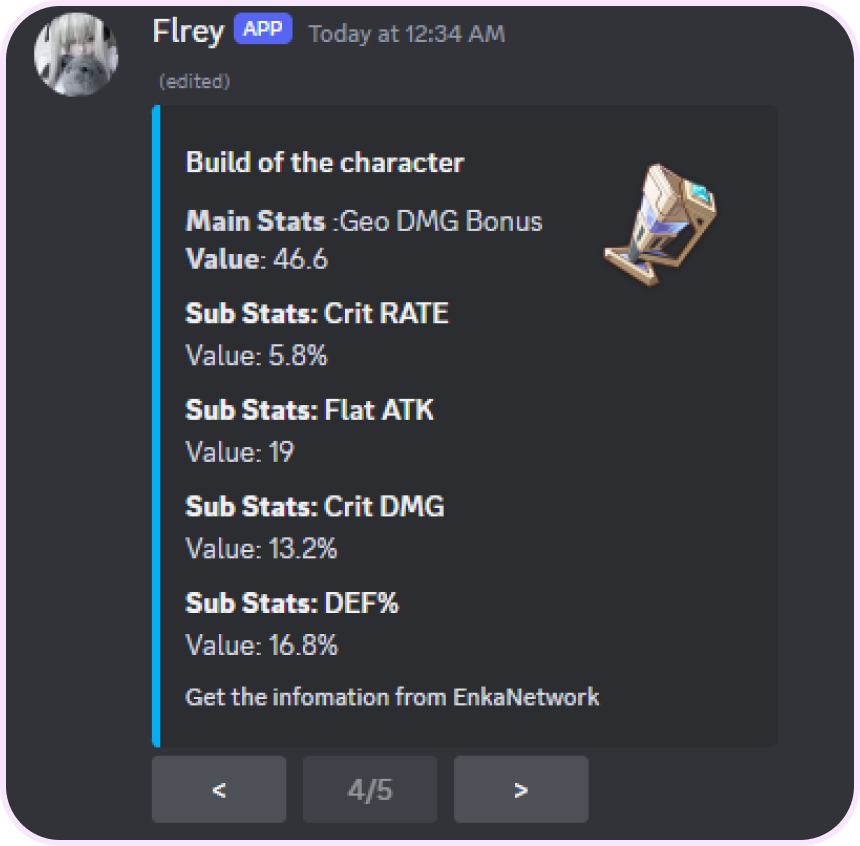 Flrey APP Today at 12:34 AM
(edited)
Build of the character
Main Stats :Geo DMG Bonus
Value: 46.6
Sub Stats: Crit RATE
Value: 5.8%
Sub Stats: Flat ATK
Value: 19
Sub Stats: Crit DMG
Value: 13.2%
Sub Stats: DEF%
Value: 16.8%
Get the infomation from EnkaNetwork
< 4/5 >